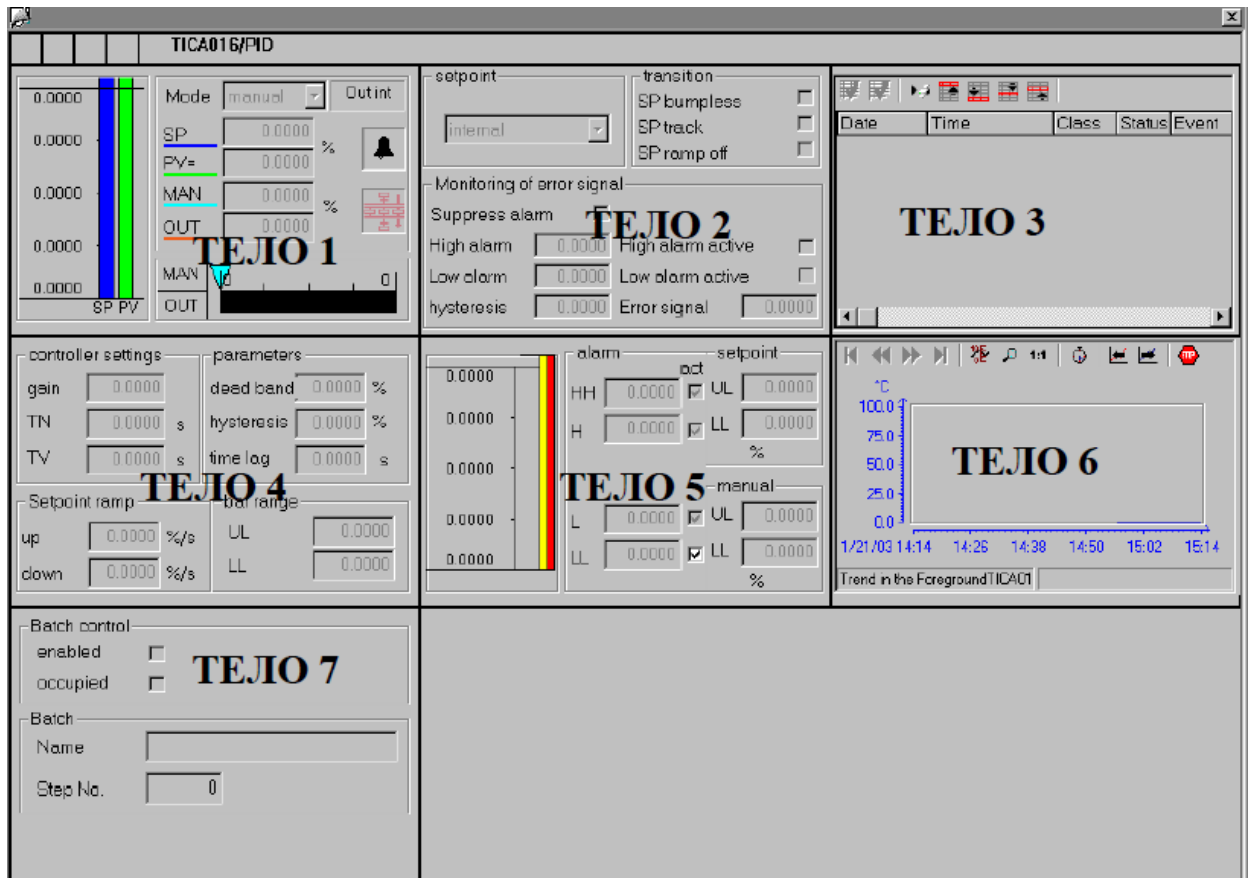 TICA016/PID
0.0000
0.0000
0.0000
0.0000
0.0000
SP PV
Mode manual Out int
SP 0.0000
%
PV= 0.0000
MAN 0.0000
%
OUT 0.0000
ТЕЛО 1
MAN 0 0
OUT
setpoint
internal
transition
SP bumpless
SP track
SP ramp off
Monitoring of error signal
Suppress alarm
ТЕЛО 2
High alarm 0.0000 High alarm active
Low alarm 0.0000 Low alarm active
hysteresis 0.0000 Error signal 0.0000
Date Time Class Status Event
ТЕЛО 3
controller settings
gain 0.0000
TN 0.0000 s
TV 0.0000 s
parameters
dead band 0.0000 %
hysteresis 0.0000 %
time lag 0.0000 s
ТЕЛО 4
Setpoint ramp
up 0.0000 %/s
down 0.0000 %/s
bar range
UL 0.0000
LL 0.0000
0.0000
0.0000
0.0000
0.0000
0.0000
alarm
act
HH 0.0000
H 0.0000
L 0.0000
LL 0.0000
setpoint
UL 0.0000
LL 0.0000
%
ТЕЛО 5
manual
UL 0.0000
LL 0.0000
%
1:1
STOP
°C
100.0
75.0
50.0
25.0
0.0
ТЕЛО 6
1/21/03 14:14 14:26 14:38 14:50 15:02 15:14
Trend in the ForegroundTICA01
Batch control
enabled
occupied
ТЕЛО 7
Batch
Name
Step No. 0